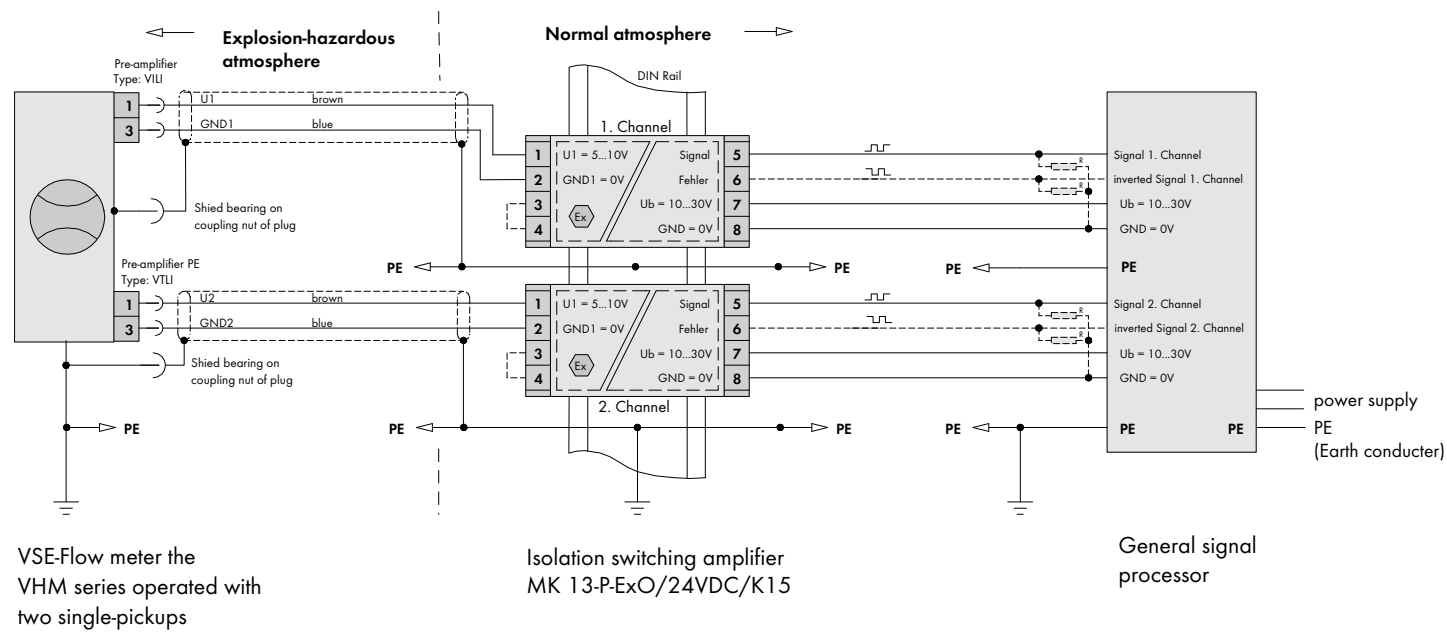 Explosion-hazardous
atmosphere
Normal atmosphere
Pre-amplifier
Type: VILI
1
3
U1
brown
GND1
blue
Shied bearing on
coupling nut of plug
DIN Rail
1. Channel
1
2
3
4
U1 = 5...10V
GND1 = 0V
Ex
Signal
Fehler
Ub = 10...30V
GND = 0V
5
6
7
8
R
R
Signal 1. Channel
inverted Signal 1. Channel
Ub = 10...30V
GND = 0V
PE
PE
PE
PE
Pre-amplifier PE
Type: VTLI
1
3
U2
brown
GND2
blue
Shied bearing on
coupling nut of plug
1
2
3
4
U1 = 5...10V
GND1 = 0V
Ex
Signal
Fehler
Ub = 10...30V
GND = 0V
5
6
7
8
2. Channel
R
R
Signal 2. Channel
inverted Signal 2. Channel
Ub = 10...30V
GND = 0V
PE
PE
PE
PE
PE
PE
power supply
PE
(Earth conducter)
VSE-Flow meter the
VHM series operated with
two single-pickups
Isolation switching amplifier
MK 13-P-ExO/24VDC/K15
General signal
processor